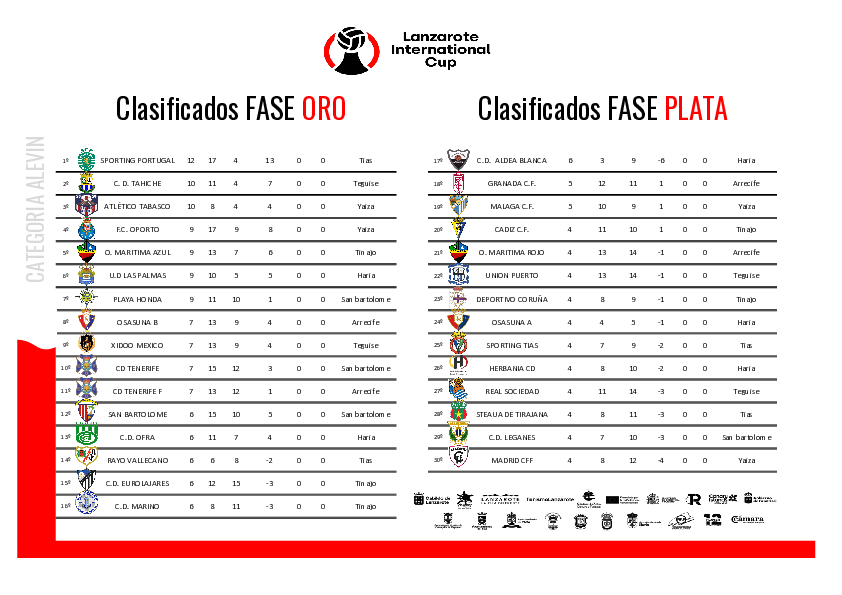 Lanzarote
International
Cup
Clasificados FASE ORO
CATEGORIA ALEVIN
1º SPORTING PORTUGAL 12 17 4 13 0 0 Tias
2º C. D. TAHICHE 10 11 4 7 0 0 Teguise
3º ATLÉTICO TABASCO 10 8 4 4 0 0 Yaiza
4º F.C. OPORTO 9 17 9 8 0 0 Yaiza
5º O. MARITIMA AZUL 9 13 7 6 0 0 Tinajo
6º U.D LAS PALMAS 9 10 5 5 0 0 Haria
7º PLAYA HONDA 9 11 10 1 0 0 San bartolome
8º OSASUNA B 7 13 9 4 0 0 Arrecife
9º XIDOO MEXICO 7 13 9 4 0 0 Teguise
10º CD TENERIFE 7 15 12 3 0 0 San bartolome
11º CD TENERIFE F 7 13 12 1 0 0 Arrecife
12º SAN BARTOLOME 6 15 10 5 0 0 San bartolome
13º C.D. OFRA 6 11 7 4 0 0 Haria
14º RAYO VALLECANO 6 6 8 -2 0 0 Tias
15º C.D. EUROLAJARES 6 12 15 -3 0 0 Tinajo
16º C.D. MARINO 6 8 11 -3 0 0 Tinajo
Clasificados FASE PLATA
17º C.D. ALDEA BLANCA 6 3 9 -6 0 0 Haria
18º GRANADA C.F. 5 12 11 1 0 0 Arrecife
19º MALAGA C.F. 5 10 9 1 0 0 Yaiza
20º CADIZ C.F. 4 11 10 1 0 0 Tinajo
21º O. MARITIMA ROJO 4 13 14 -1 0 0 Arrecife
22º UNION PUERTO 4 13 14 -1 0 0 Teguise
23º DEPORTIVO CORUÑA 4 8 9 -1 0 0 Tinajo
24º OSASUNA A 4 4 5 -1 0 0 Haria
25º SPORTING TIAS 4 7 9 -2 0 0 Tias
26º HERBANIA CD 4 8 10 -2 0 0 Haria
27º REAL SOCIEDAD 4 11 14 -3 0 0 Teguise
28º STEAUA DE TIRAJANA 4 8 11 -3 0 0 Tias
29º C.D. LEGANES 4 7 10 -3 0 0 San bartolome
30º MADRID CFF 4 8 12 -4 0 0 Yaiza
LANZAROTE
TurismoLanzarote
Cámara